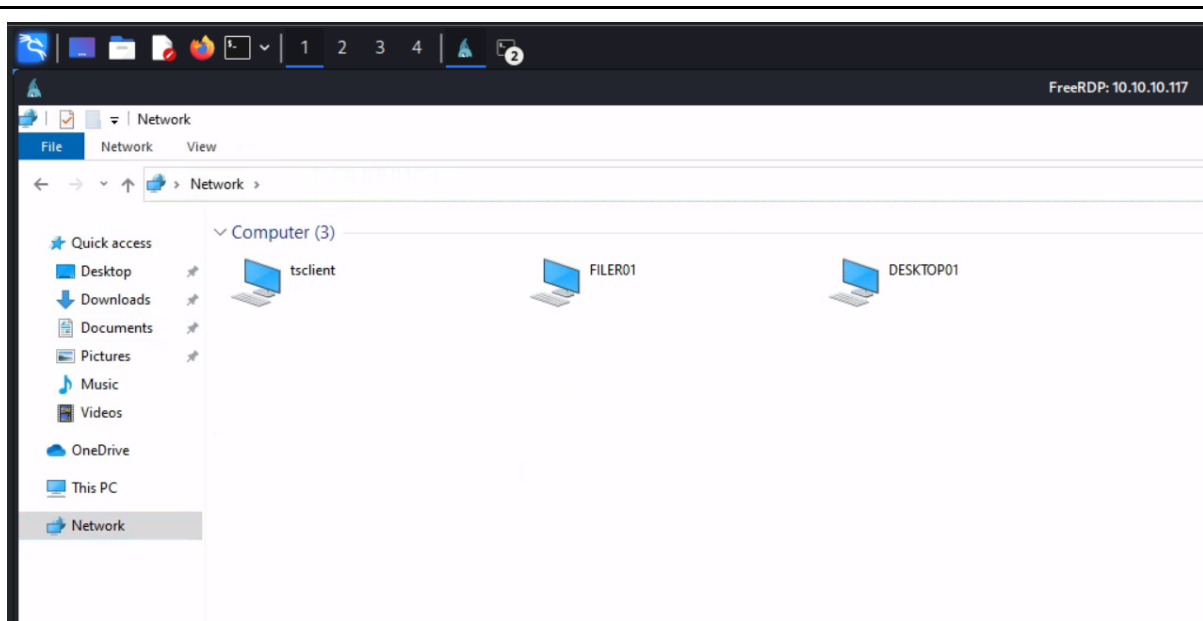 1 2 3 4 2
FreeRDP: 10.10.10.117
Network
File Network View
Network
Computer (3)
Quick access
tsclient FILER01 DESKTOP01
Desktop
Downloads
Documents
Pictures
Music
Videos
OneDrive
This PC
Network